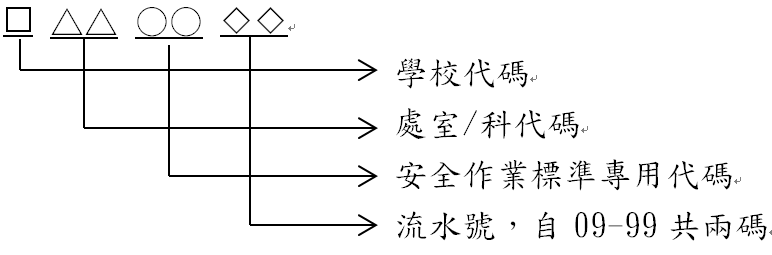 □ △△ ○○ ◇◇
學校代碼
處室/科代碼
安全作業標準專用代碼
流水號，自 09-99 共兩碼